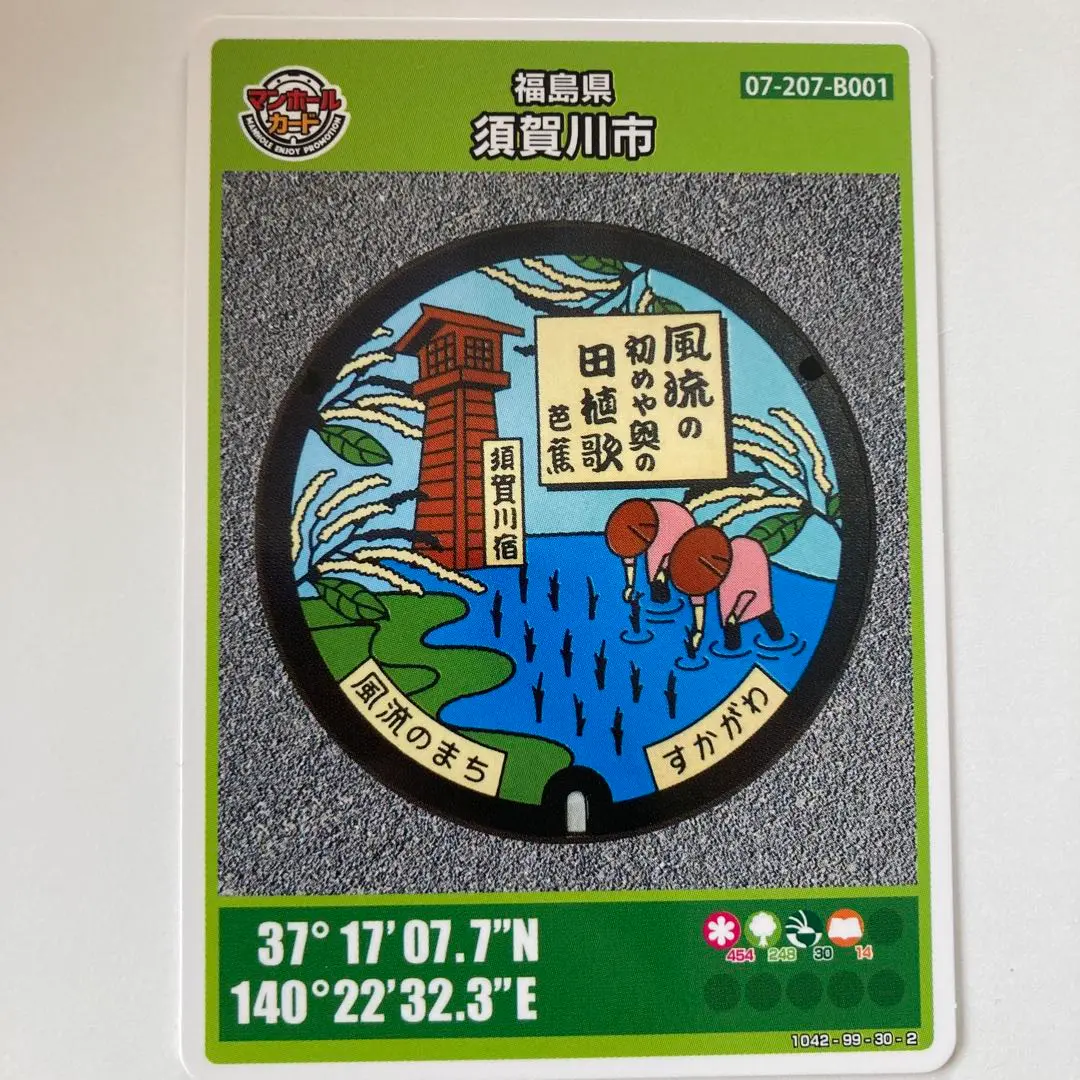 マンホール
カード
MANHOLE ENJOY PROMOTION
福島県
須賀川市
07-207-B001
風流の
初めや奥の
田植歌
芭蕉
須賀川宿
風流のまち
すかがわ
37° 17' 07.7"N
140°22'32.3"E
454 248 30 14
1042-99-30-2